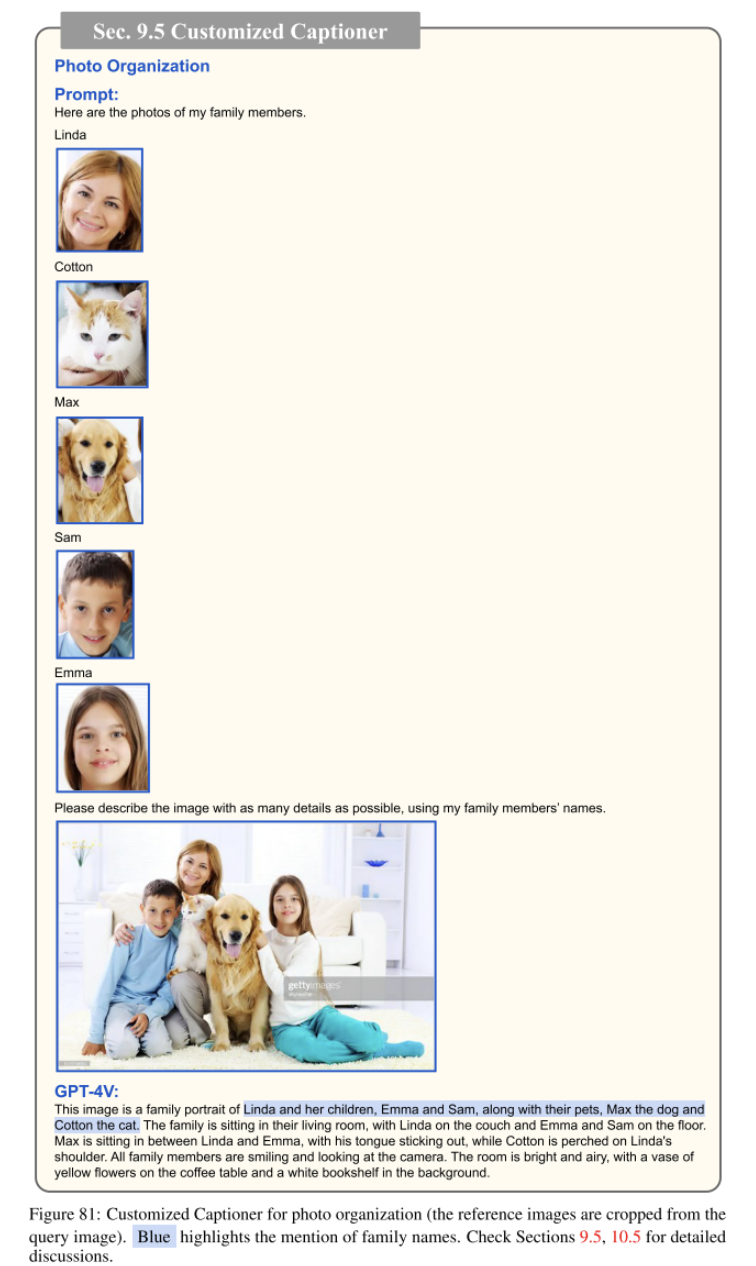 Sec. 9.5 Customized Captioner
Photo Organization
Prompt:
Here are the photos of my family members.
Linda
Cotton
Max
Sam
Emma
Please describe the image with as many details as possible, using my family members' names.
gettyimages
GPT-4V:
This image is a family portrait of Linda and her children, Emma and Sam, along with their pets, Max the dog and
Cotton the cat. The family is sitting in their living room, with Linda on the couch and Emma and Sam on the floor.
Max is sitting in between Linda and Emma, with his tongue sticking out, while Cotton is perched on Linda's
shoulder. All family members are smiling and looking at the camera. The room is bright and airy, with a vase of
yellow flowers on the coffee table and a white bookshelf in the background.
Figure 81: Customized Captioner for photo organization (the reference images are cropped from the
query image). Blue highlights the mention of family names. Check Sections 9.5, 10.5 for detailed
discussions.